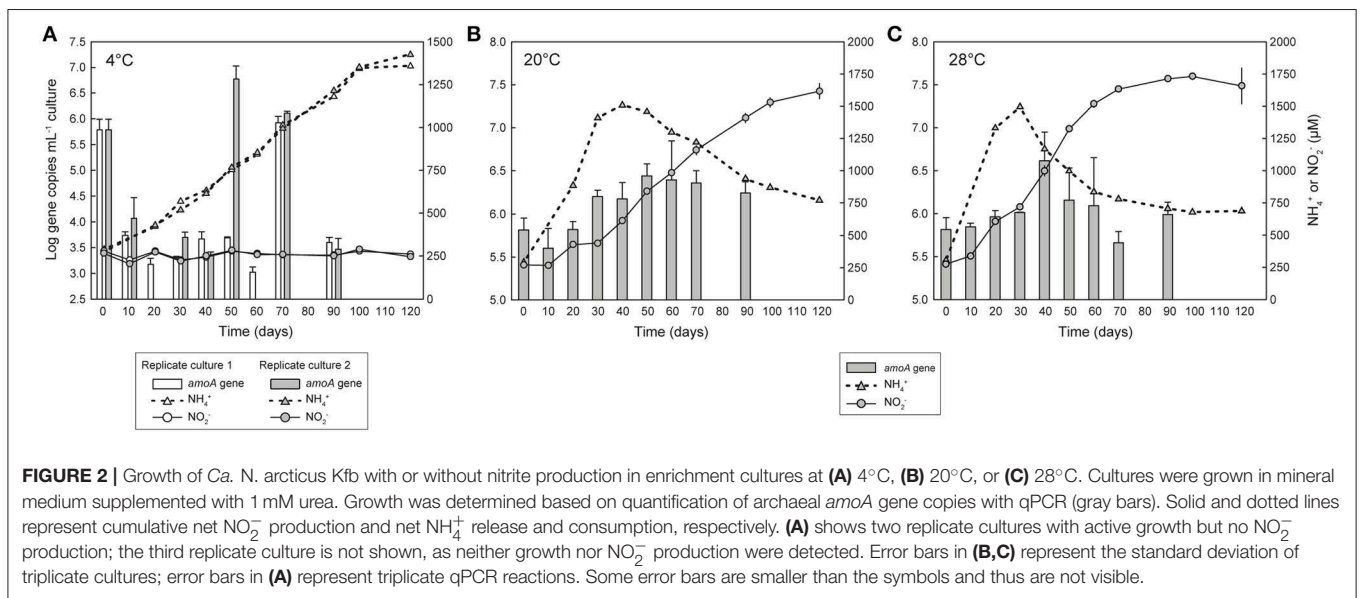 A
B
C
4°C
20°C
28°C
Log gene copies mL⁻¹ culture
7.5
7.0
6.5
6.0
5.5
5.0
4.5
4.0
3.5
3.0
2.5
1500
1250
1000
750
500
250
0
0 10 20 30 40 50 60 70 80 90 100 110 120
Time (days)
8.0
7.5
7.0
6.5
6.0
5.5
5.0
2000
1750
1500
1250
1000
750
500
250
0
0 10 20 30 40 50 60 70 80 90 100 110 120
Time (days)
8.0
7.5
7.0
6.5
6.0
5.5
5.0
2000
1750
1500
1250
1000
750
500
250
0
NH₄⁺ or NO₂⁻ (µM)
0 10 20 30 40 50 60 70 80 90 100 110 120
Time (days)
Replicate culture 1 Replicate culture 2
amoA gene amoA gene
NH₄⁺ NH₄⁺
NO₂⁻ NO₂⁻
amoA gene
NH₄⁺
NO₂⁻
FIGURE 2 | Growth of Ca. N. arcticus Kfb with or without nitrite production in enrichment cultures at (A) 4°C, (B) 20°C, or (C) 28°C. Cultures were grown in mineral
medium supplemented with 1 mM urea. Growth was determined based on quantification of archaeal amoA gene copies with qPCR (gray bars). Solid and dotted lines
represent cumulative net NO₂⁻ production and net NH₄⁺ release and consumption, respectively. (A) shows two replicate cultures with active growth but no NO₂⁻
production; the third replicate culture is not shown, as neither growth nor NO₂⁻ production were detected. Error bars in (B,C) represent the standard deviation of
triplicate cultures; error bars in (A) represent triplicate qPCR reactions. Some error bars are smaller than the symbols and thus are not visible.